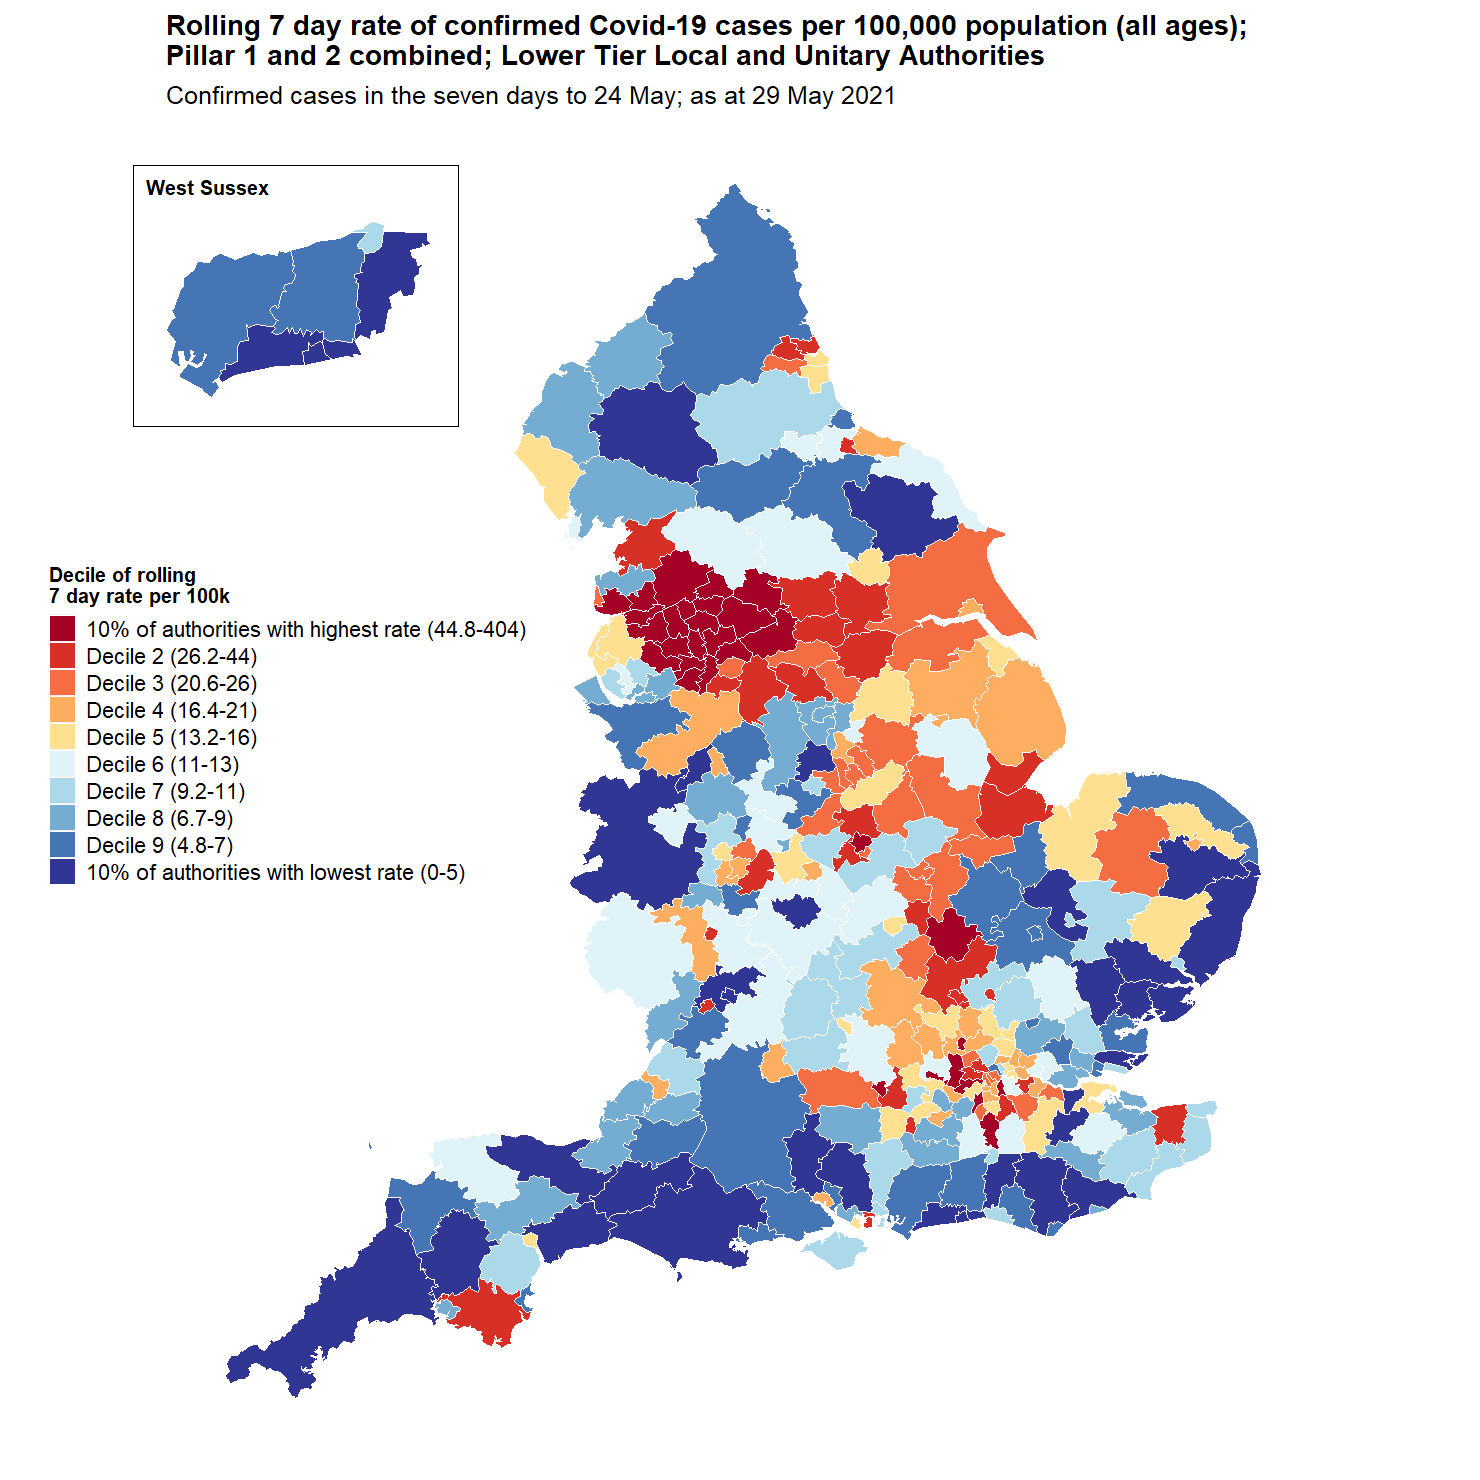 Rolling 7 day rate of confirmed Covid-19 cases per 100,000 population (all ages);
Pillar 1 and 2 combined; Lower Tier Local and Unitary Authorities
Confirmed cases in the seven days to 24 May; as at 29 May 2021
West Sussex
Decile of rolling
7 day rate per 100k
10% of authorities with highest rate (44.8-404)
Decile 2 (26.2-44)
Decile 3 (20.6-26)
Decile 4 (16.4-21)
Decile 5 (13.2-16)
Decile 6 (11-13)
Decile 7 (9.2-11)
Decile 8 (6.7-9)
Decile 9 (4.8-7)
10% of authorities with lowest rate (0-5)